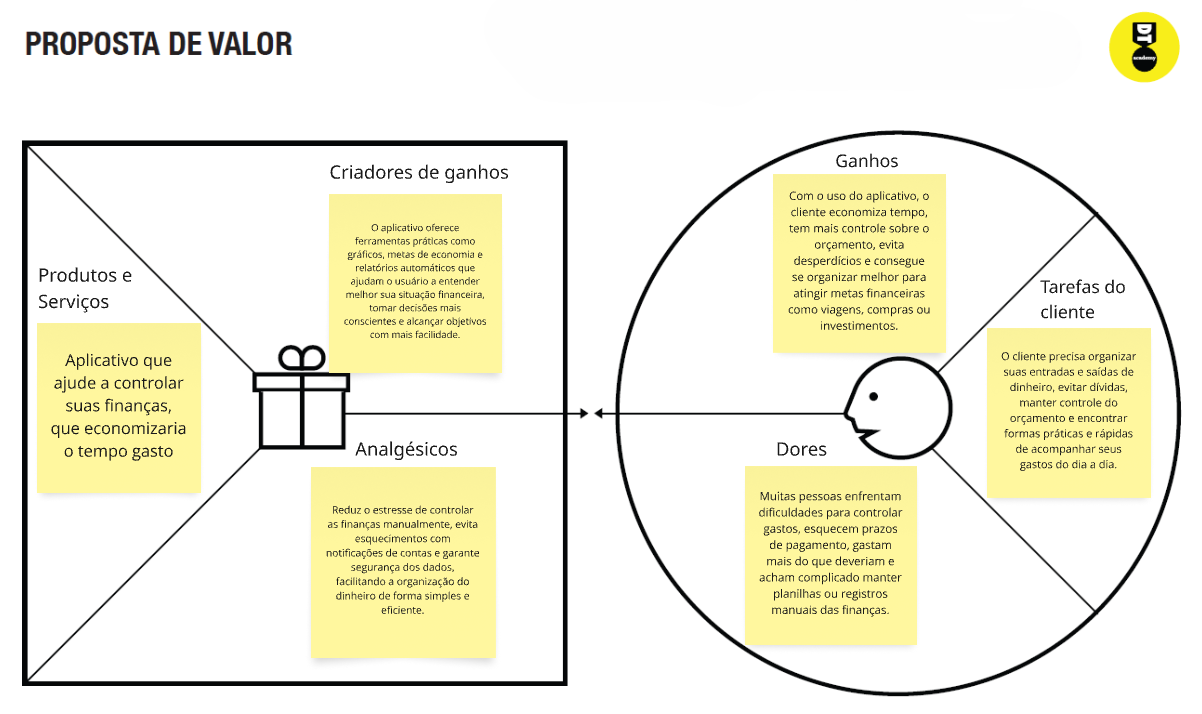 PROPOSTA DE VALOR
DT
academy
Criadores de ganhos
O aplicativo oferece
ferramentas práticas como
gráficos, metas de economia e
relatórios automáticos que
ajudam o usuário a entender
melhor sua situação financeira,
tomar decisões mais
conscientes e alcançar objetivos
com mais facilidade.
Produtos e
Serviços
Aplicativo que
ajude a controlar
suas finanças,
que economizaria
o tempo gasto
Analgésicos
Reduz o estresse de controlar
as finanças manualmente, evita
esquecimentos com
notificações de contas e garante
segurança dos dados,
facilitando a organização do
dinheiro de forma simples e
eficiente.
Ganhos
Com o uso do aplicativo, o
cliente economiza tempo,
tem mais controle sobre o
orçamento, evita
desperdícios e consegue
se organizar melhor para
atingir metas financeiras
como viagens, compras ou
investimentos.
Tarefas do
cliente
O cliente precisa organizar
suas entradas e saídas de
dinheiro, evitar dívidas,
manter controle do
orçamento e encontrar
formas práticas e rápidas
de acompanhar seus
gastos do dia a dia.
Dores
Muitas pessoas enfrentam
dificuldades para controlar
gastos, esquecem prazos
de pagamento, gastam
mais do que deveriam e
acham complicado manter
planilhas ou registros
manuais das finanças.